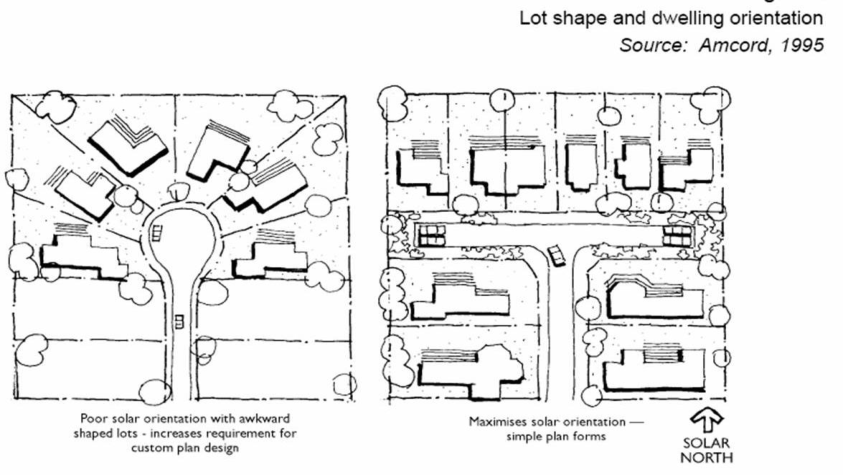 Lot shape and dwelling orientation
Source: Amcord, 1995
Poor solar orientation with awkward
shaped lots - increases requirement for
custom plan design
Maximises solar orientation —
simple plan forms
SOLAR
NORTH